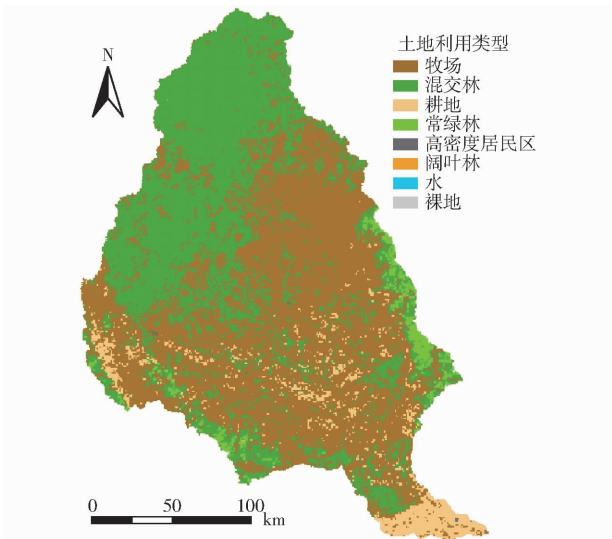 N
土地利用类型
牧场
混交林
耕地
常绿林
高密度居民区
阔叶林
水
裸地
0 50 100
km